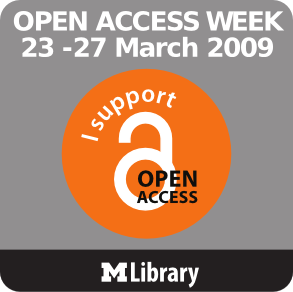 OPEN ACCESS WEEK
23 -27 March 2009
I support
OPEN
ACCESS
M Library